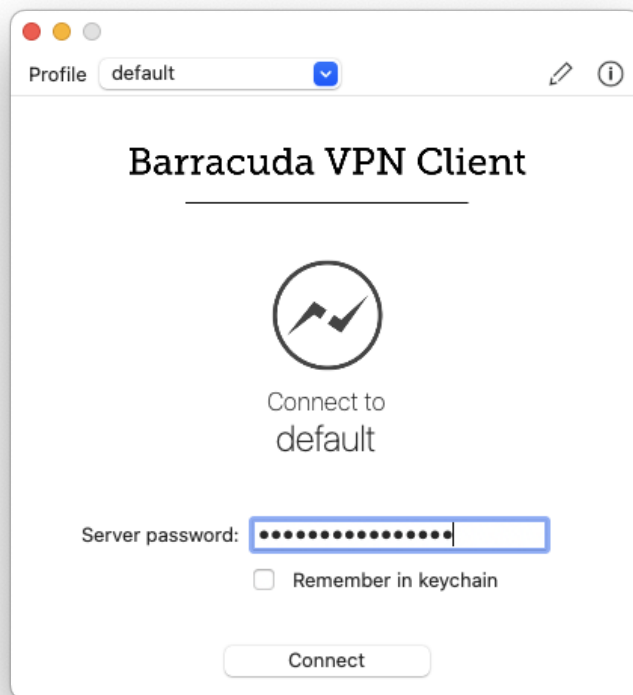 Profile default
Barracuda VPN Client
Connect to
default
Server password: ••••••••••••••••
Remember in keychain
Connect